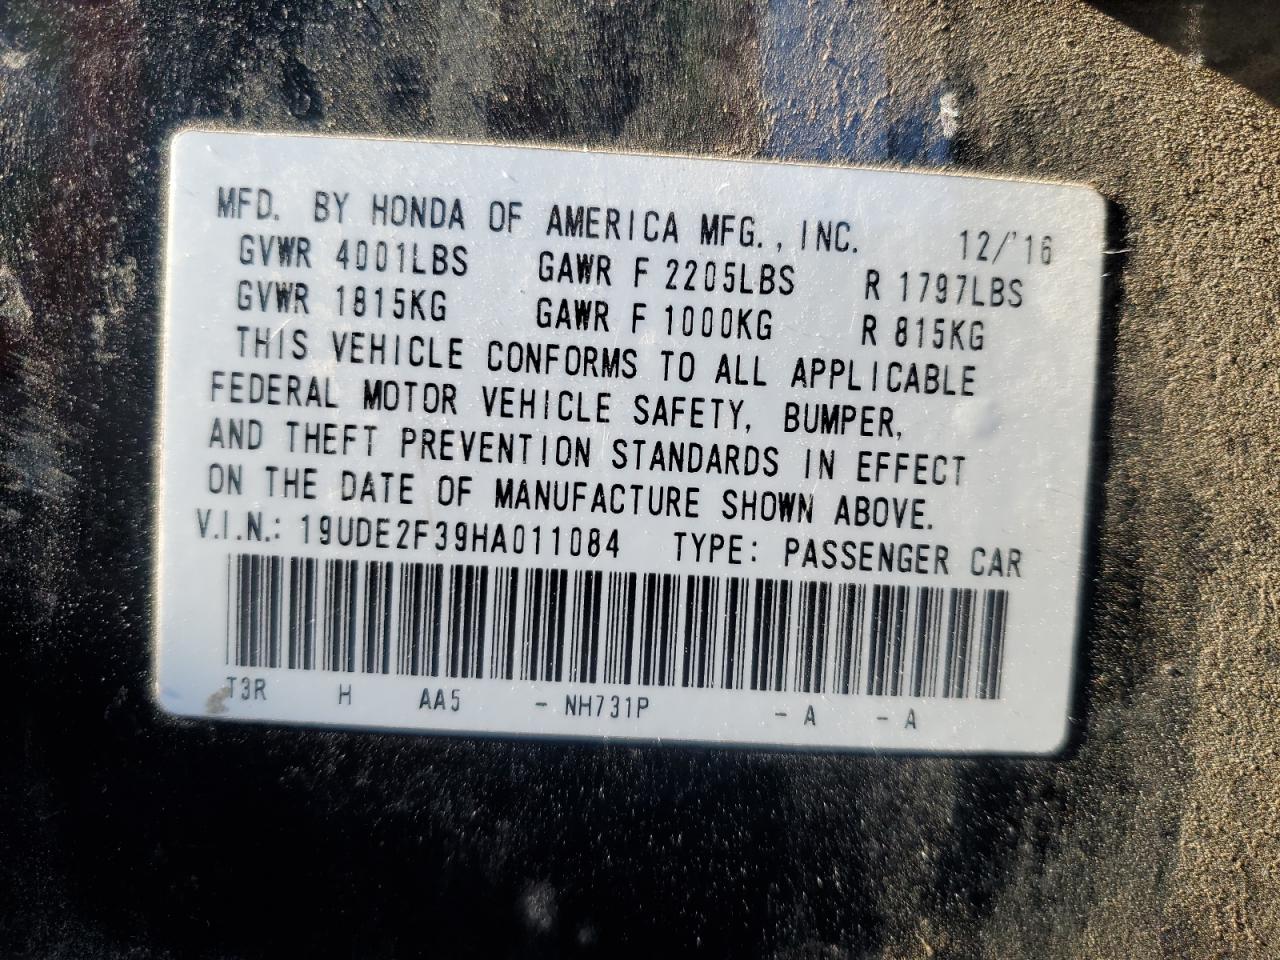 MFD. BY HONDA OF AMERICA MFG., INC. 12/'16
GVWR 4001LBS GAWR F 2205LBS R 1797LBS
GVWR 1815KG GAWR F 1000KG R 815KG
THIS VEHICLE CONFORMS TO ALL APPLICABLE
FEDERAL MOTOR VEHICLE SAFETY, BUMPER,
AND THEFT PREVENTION STANDARDS IN EFFECT
ON THE DATE OF MANUFACTURE SHOWN ABOVE.
V.I.N.: 19UDE2F39HA011084 TYPE: PASSENGER CAR
T3R H AA5 - NH731P - A - A